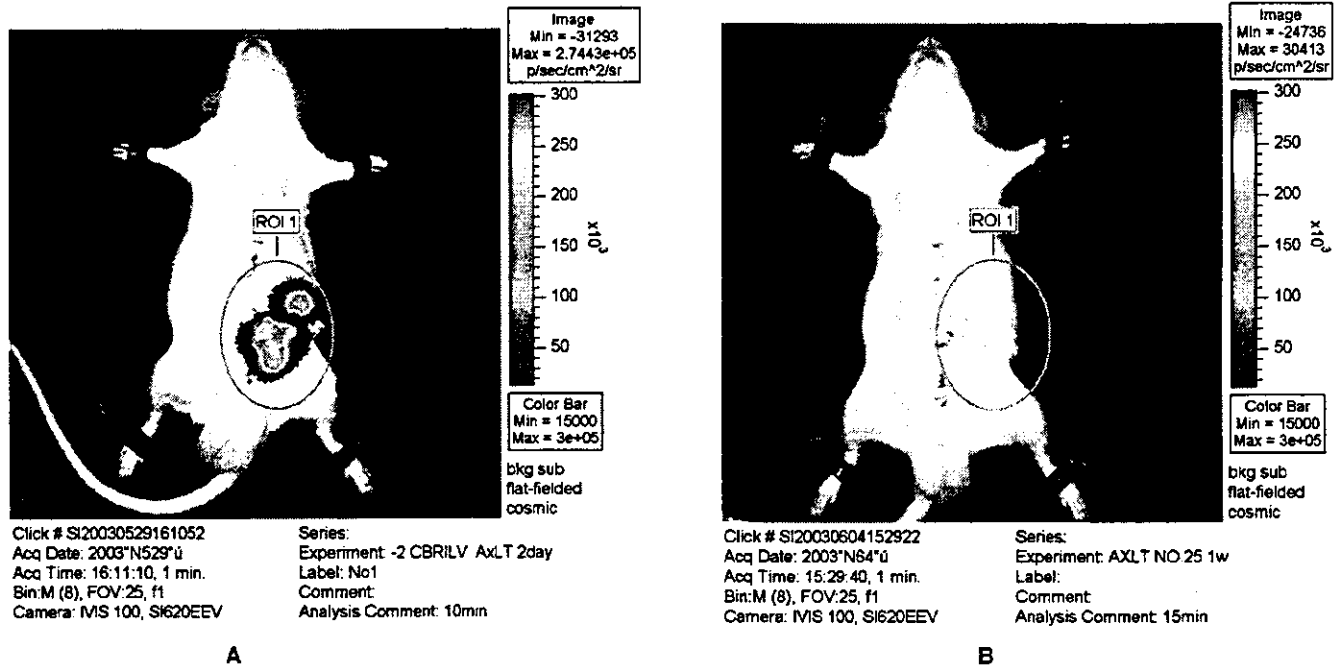 Image
Min = -31293
Max = 2.7443e+05
p/sec/cm^2/sr
300
250
200
150
100
50
x10^3
ROI 1
Color Bar
Min = 15000
Max = 3e+05
bkg sub
flat-fielded
cosmic
Click # SI20030529161052
Acq Date: 2003"N529"ú
Acq Time: 16:11:10, 1 min.
Bin:M (8), FOV:25, f1
Camera: IVIS 100, SI620EEV
Series:
Experiment: -2 CBRILV AxLT 2day
Label: No1
Comment:
Analysis Comment: 10min
A
Image
Min = -24736
Max = 30413
p/sec/cm^2/sr
300
250
200
150
100
50
x10^3
ROI 1
Color Bar
Min = 15000
Max = 3e+05
bkg sub
flat-fielded
cosmic
Click # SI20030604152922
Acq Date: 2003"N64"ú
Acq Time: 15:29:40, 1 min.
Bin:M (8), FOV:25, f1
Camera: IVIS 100, SI620EEV
Series:
Experiment: AXLT NO 25 1w
Label:
Comment:
Analysis Comment: 15min
B